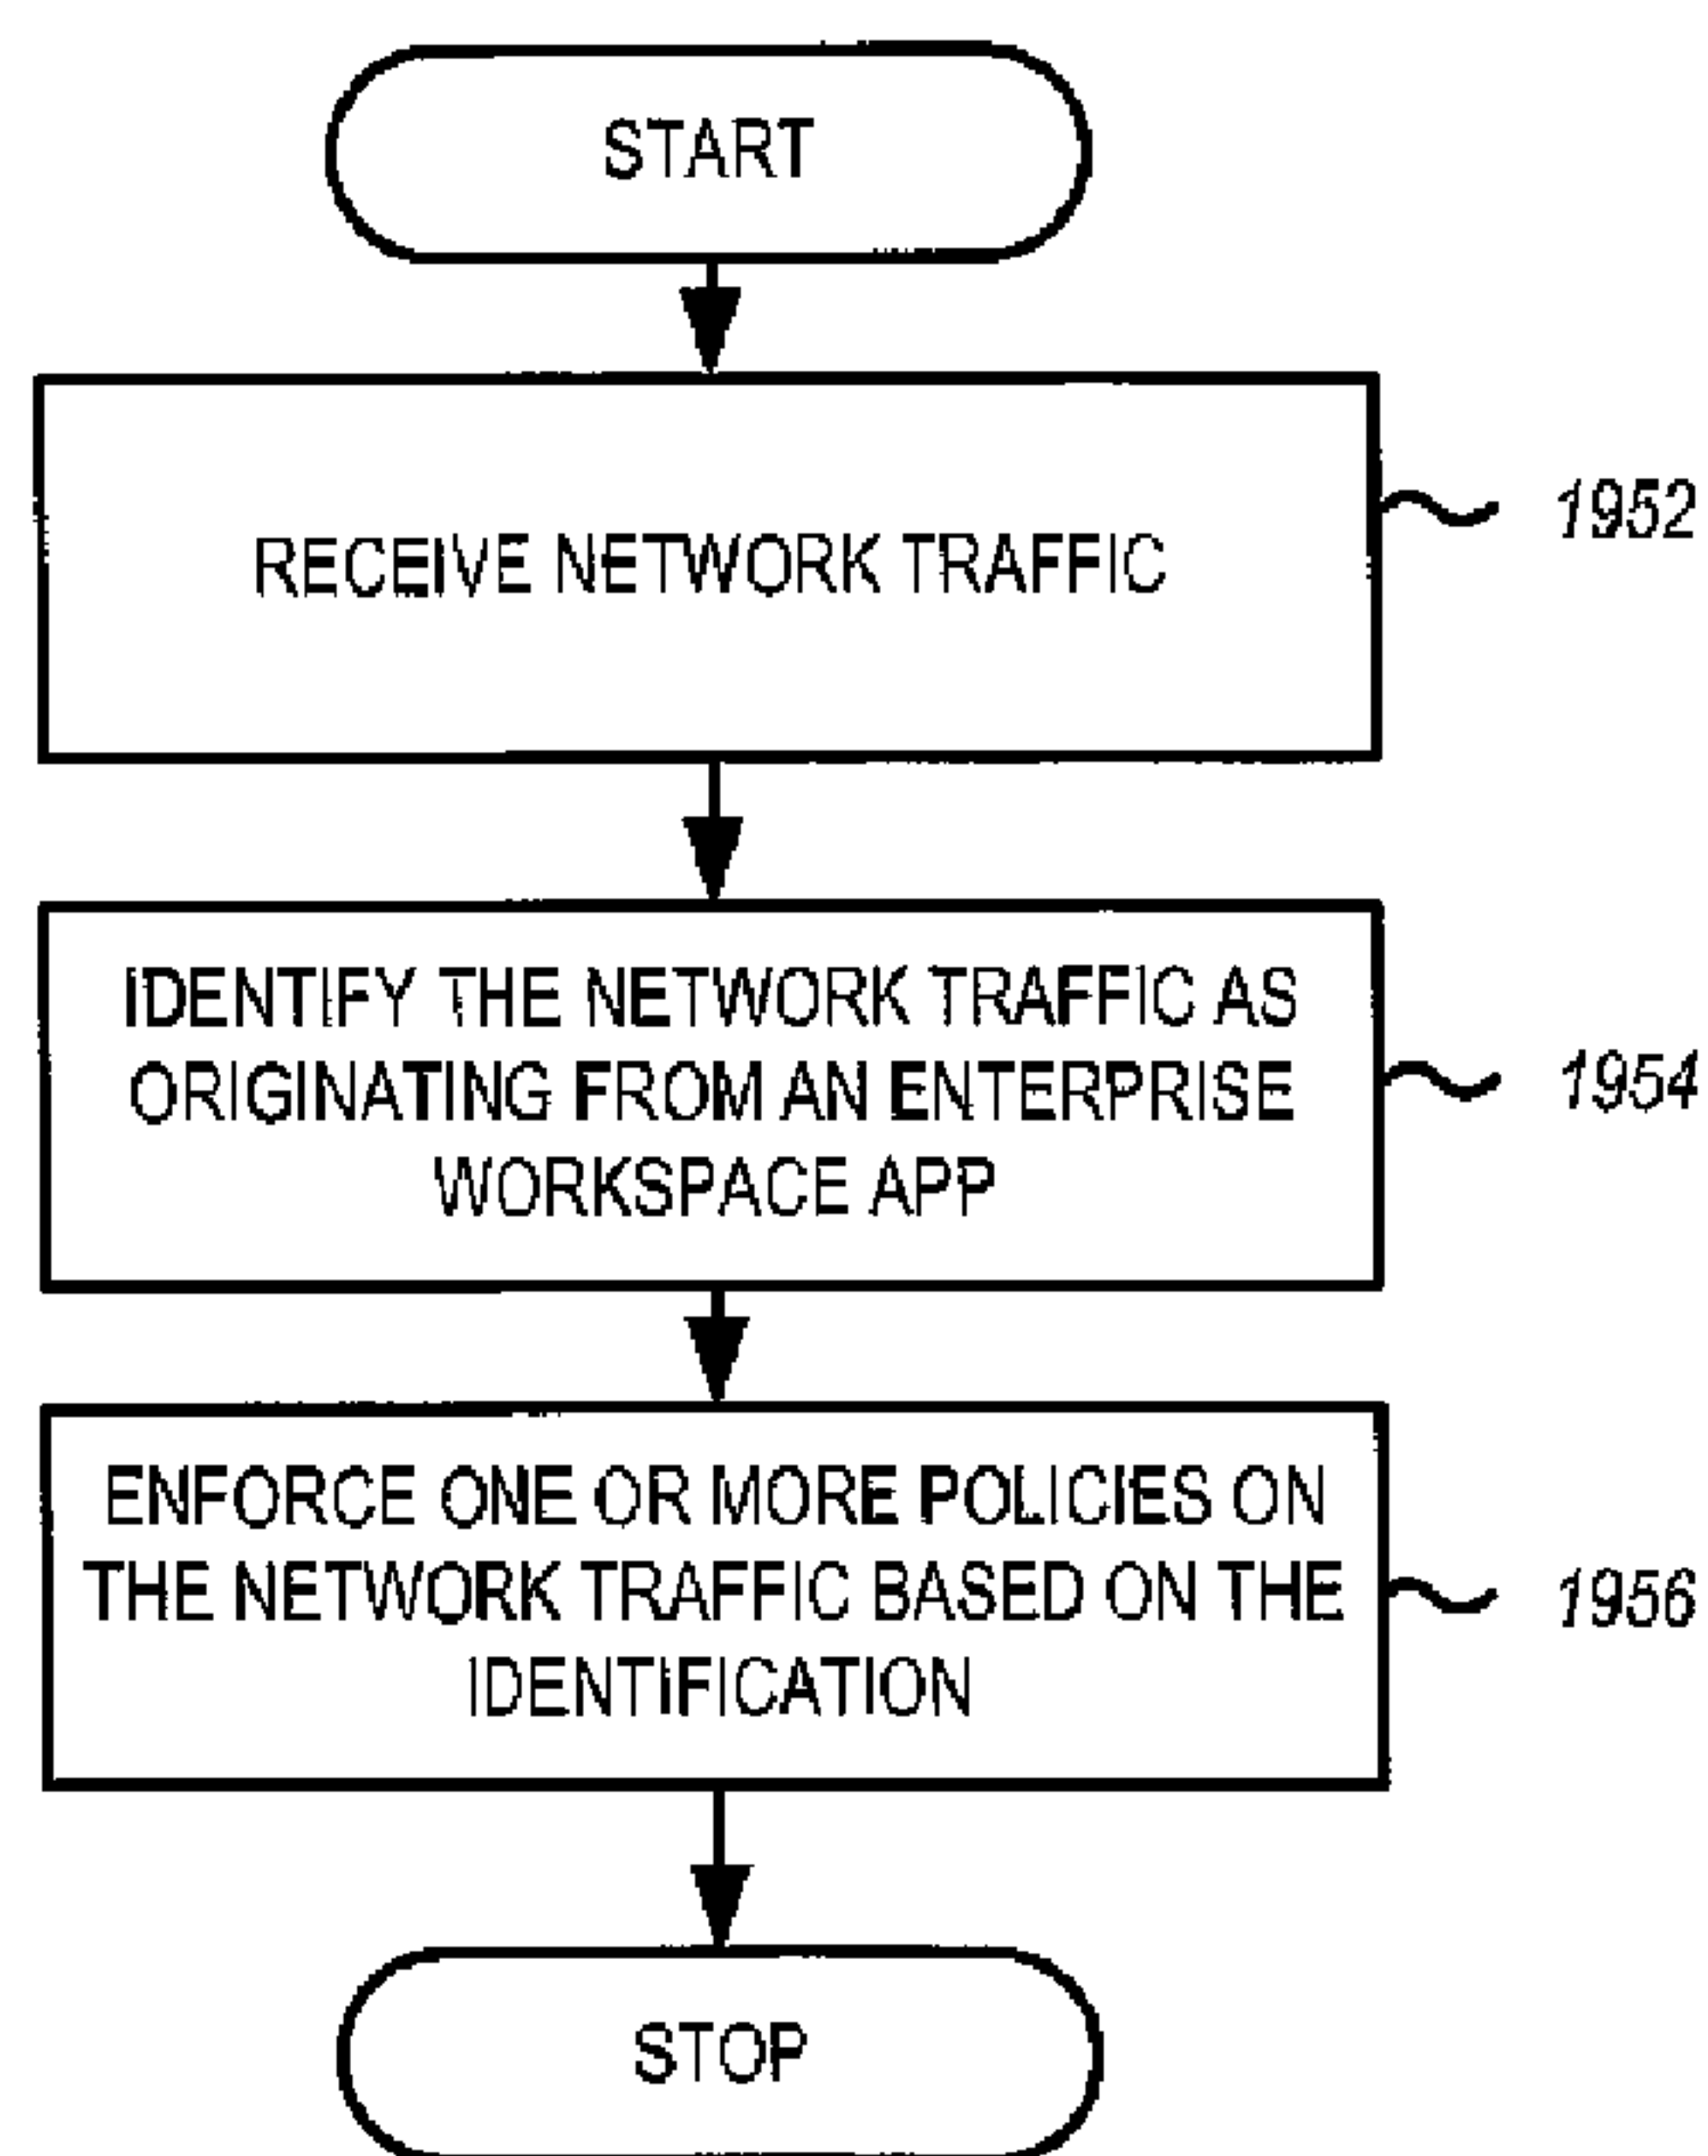 START
RECEIVE NETWORK TRAFFIC
1952
IDENTIFY THE NETWORK TRAFFIC AS
ORIGINATING FROM AN ENTERPRISE
WORKSPACE APP
1954
ENFORCE ONE OR MORE POLICIES ON
THE NETWORK TRAFFIC BASED ON THE
IDENTIFICATION
1956
STOP